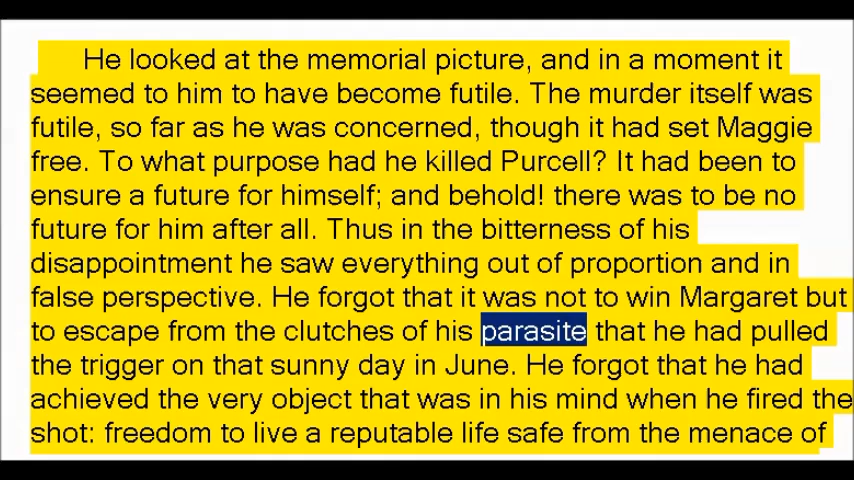 He looked at the memorial picture, and in a moment it
seemed to him to have become futile. The murder itself was
futile, so far as he was concerned, though it had set Maggie
free. To what purpose had he killed Purcell? It had been to
ensure a future for himself; and behold! there was to be no
future for him after all. Thus in the bitterness of his
disappointment he saw everything out of proportion and in
false perspective. He forgot that it was not to win Margaret but
to escape from the clutches of his parasite that he had pulled
the trigger on that sunny day in June. He forgot that he had
achieved the very object that was in his mind when he fired the
shot: freedom to live a reputable life safe from the menace of